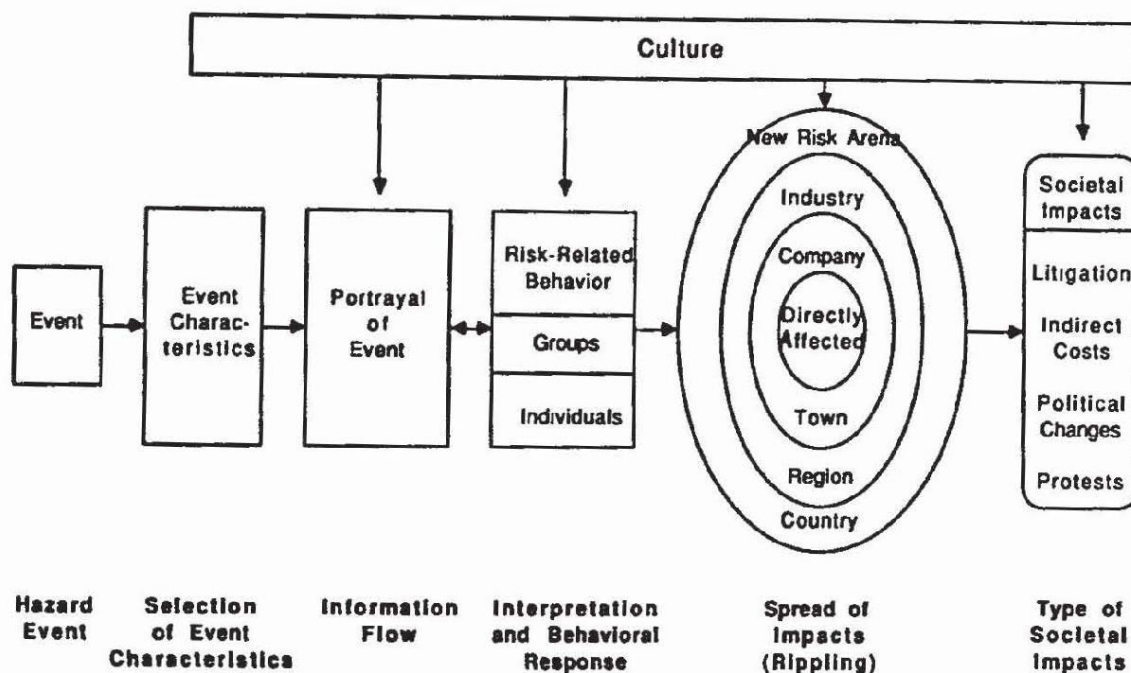 Culture
Event
Event
Charac-
teristics
Portrayal
of
Event
Risk-Related
Behavior
Groups
Individuals
New Risk Arena
Industry
Company
Directly
Affected
Town
Region
Country
Societal
Impacts
Litigation
Indirect
Costs
Political
Changes
Protests
Hazard
Event
Selection
of Event
Characteristics
Information
Flow
Interpretation
and Behavioral
Response
Spread of
Impacts
(Rippling)
Type of
Societal
Impacts